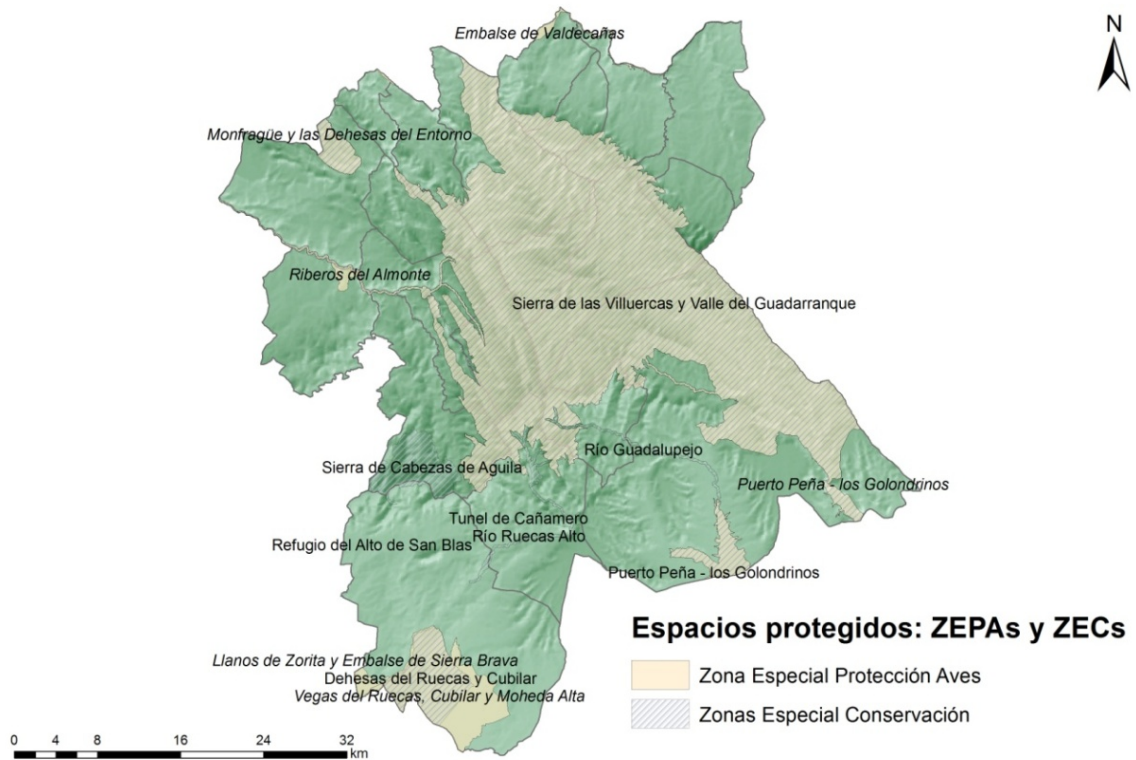 N
Embalse de Valdecañas
Monfragüe y las Dehesas del Entorno
Riberos del Almonte
Sierra de las Villuercas y Valle del Guadarranque
Río Guadalupejo
Sierra de Cabezas de Aguila
Puerto Peña - los Golondrinos
Tunel de Cañamero
Río Ruecas Alto
Refugio del Alto de San Blas
Puerto Peña - los Golondrinos
Espacios protegidos: ZEPAs y ZECs
Llanos de Zorita y Embalse de Sierra Brava
Zona Especial Protección Aves
Dehesas del Ruecas y Cubilar
Vegas del Ruecas, Cubilar y Moheda Alta
Zonas Especial Conservación
0 4 8 16 24 32
km